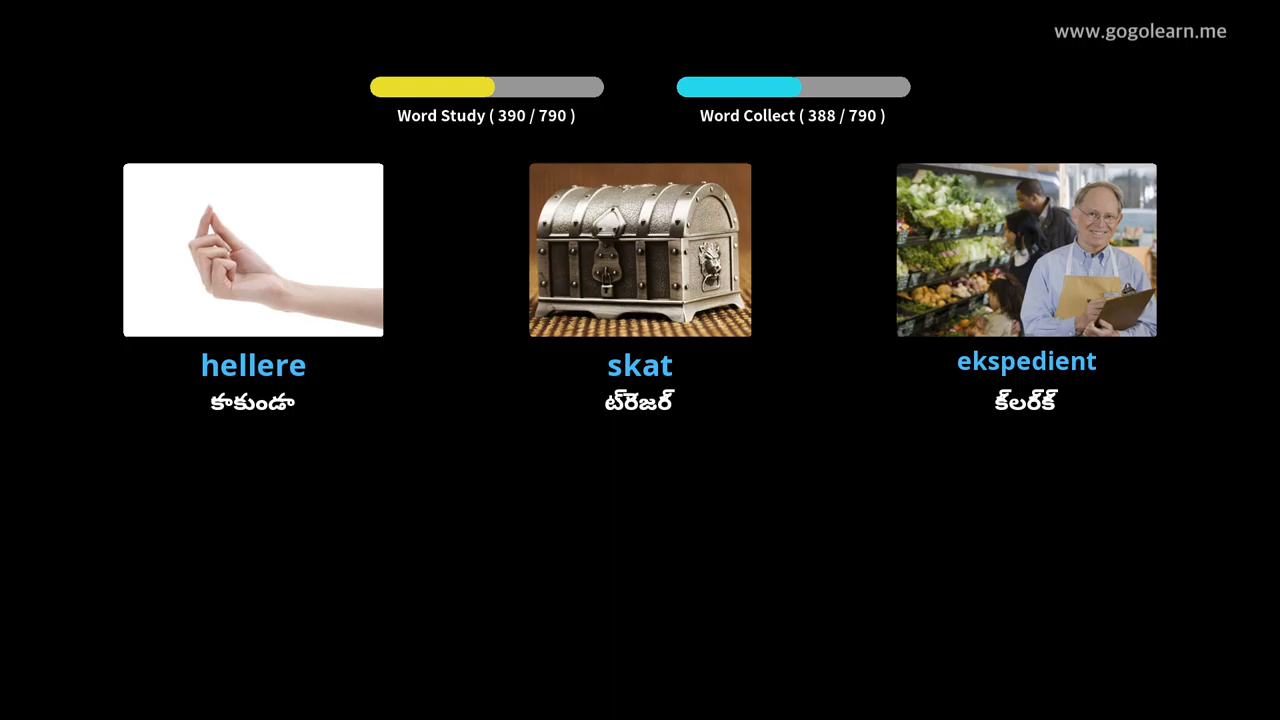 www.gogolearn.me
Word Study ( 390 / 790 )
Word Collect ( 388 / 790 )
hellere
skat
ekspedient
కాకుండా
ట్‌రెజర్
క్‌లర్‌క్